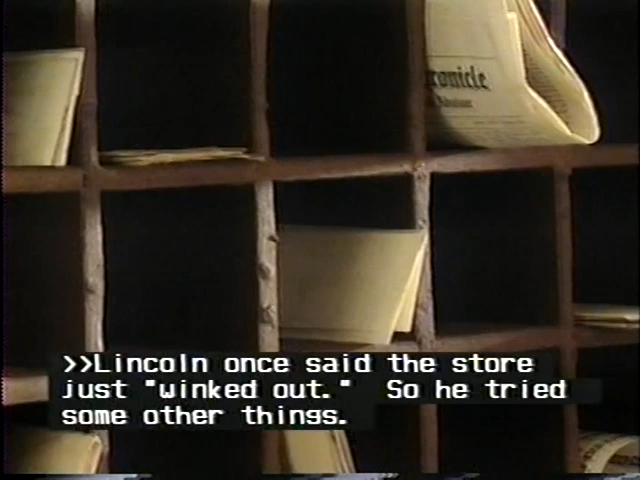 ronicle
>>Lincoln once said the store
just "winked out."  So he tried
some other things.